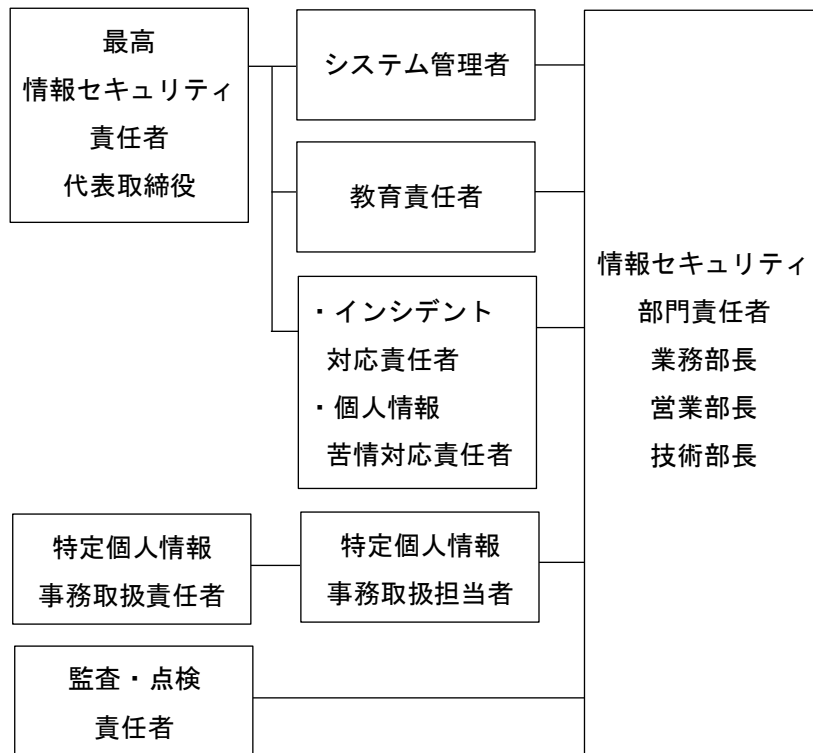 最高
情報セキュリティ
責任者
代表取締役
システム管理者
教育責任者
・インシデント
対応責任者
・個人情報
苦情対応責任者
特定個人情報
事務取扱責任者
特定個人情報
事務取扱担当者
監査・点検
責任者
情報セキュリティ
部門責任者
業務部長
営業部長
技術部長